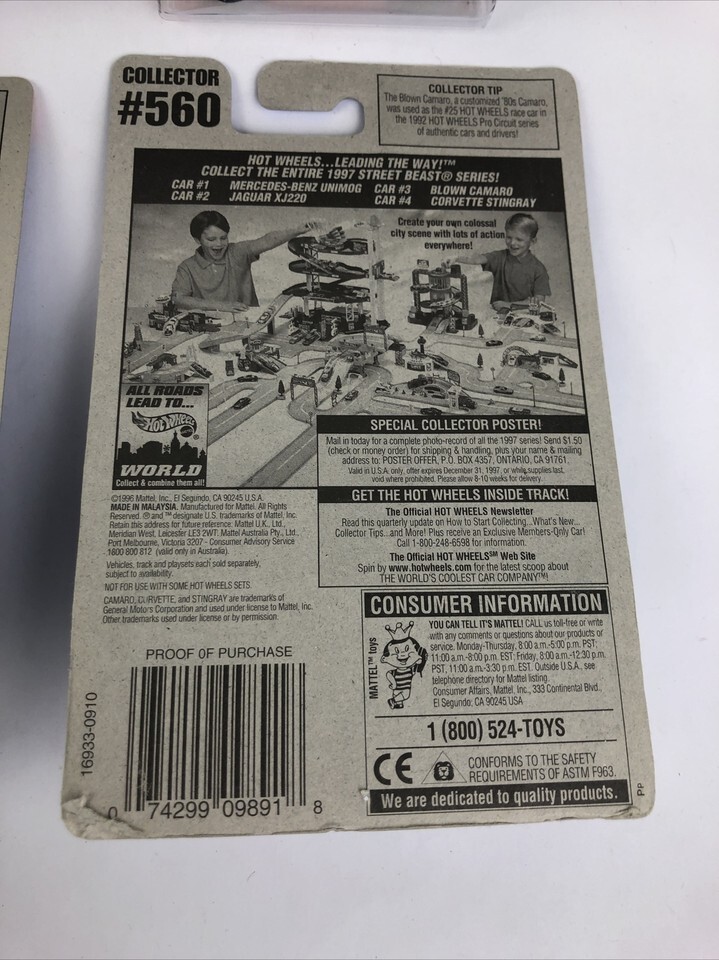 COLLECTOR
#560
COLLECTOR TIP
The Blown Camaro, a customized '80s Camaro,
was used as the #25 HOT WHEELS race car in
the 1992 HOT WHEELS Pro Circuit series
of authentic cars and drivers!
HOT WHEELS...LEADING THE WAY!™
COLLECT THE ENTIRE 1997 STREET BEAST® SERIES!
CAR #1 MERCEDES-BENZ UNIMOG CAR #3 BLOWN CAMARO
CAR #2 JAGUAR XJ220 CAR #4 CORVETTE STINGRAY
Create your own colossal
city scene with lots of action
everywhere!
ALL ROADS
LEAD TO...
Hot Wheels®
WORLD
Collect & combine them all!
SPECIAL COLLECTOR POSTER!
Mail in today for a complete photo-record of all the 1997 series! Send $1.50
(check or money order) for shipping & handling, plus your name & mailing
address to: POSTER OFFER, P.O. BOX 4357, ONTARIO, CA 91761,
Valid in U.S.A. only, offer expires December 31, 1997, or while supplies last,
void where prohibited. Please allow 8-10 weeks for delivery.
GET THE HOT WHEELS INSIDE TRACK!
The Official HOT WHEELS Newsletter
Read this quarterly update on How to Start Collecting...What's New...
Collector Tips...and More! Plus receive an Exclusive Members-Only Car!
Call 1-800-248-6598 for information.
The Official HOT WHEELS℠ Web Site
Spin by www.hotwheels.com for the latest scoop about
THE WORLD'S COOLEST CAR COMPANY™!
©1996 Mattel, Inc., El Segundo, CA 90245 U.S.A.
MADE IN MALAYSIA. Manufactured for Mattel. All Rights
Reserved. ® and ™ designate U.S. trademarks of Mattel, Inc.
Retain this address for future reference: Mattel U.K., Ltd.,
Meridian West, Leicester LE3 2WT. Mattel Australia Pty., Ltd.,
Port Melbourne, Victoria 3207 - Consumer Advisory Service
1600 800 812 (valid only in Australia).
Vehicles, track and playsets each sold separately,
subject to availability.
NOT FOR USE WITH SOME HOT WHEELS SETS.
CAMARO, CORVETTE, and STINGRAY are trademarks of
General Motors Corporation and used under license to Mattel, Inc.
Other trademarks used under license or by permission.
PROOF OF PURCHASE
16933-0910
0 74299 09891 8
CONSUMER INFORMATION
MATTEL™ toys
YOU CAN TELL IT'S MATTEL! CALL us toll-free or write
with any comments or questions about our products or
service. Monday-Thursday, 8:00 a.m.-5:00 p.m. PST;
11:00 a.m.-8:00 p.m. EST; Friday, 8:00 a.m.-12:30 p.m.
PST, 11:00 a.m.-3:30 p.m. EST. Outside U.S.A., see
telephone directory for Mattel listing.
Consumer Affairs, Mattel, Inc., 333 Continental Blvd.,
El Segundo, CA 90245 USA
1 (800) 524-TOYS
CE
CONFORMS TO THE SAFETY
REQUIREMENTS OF ASTM F963.
We are dedicated to quality products.
PP